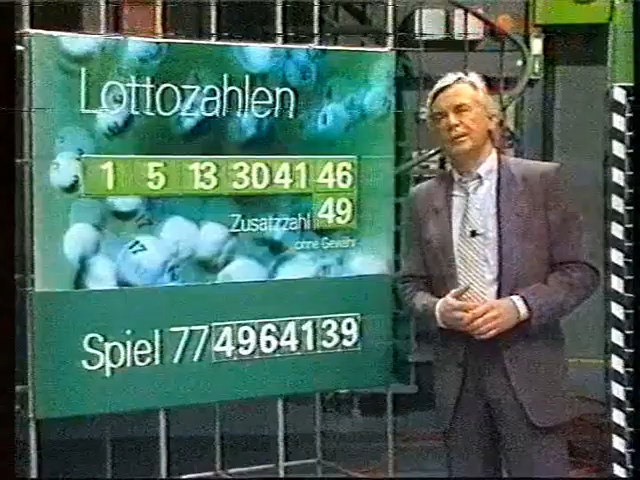 Lottozahlen
1 5 13 30 41 46
Zusatzzahl 49
ohne Gewähr
Spiel 77 4964139